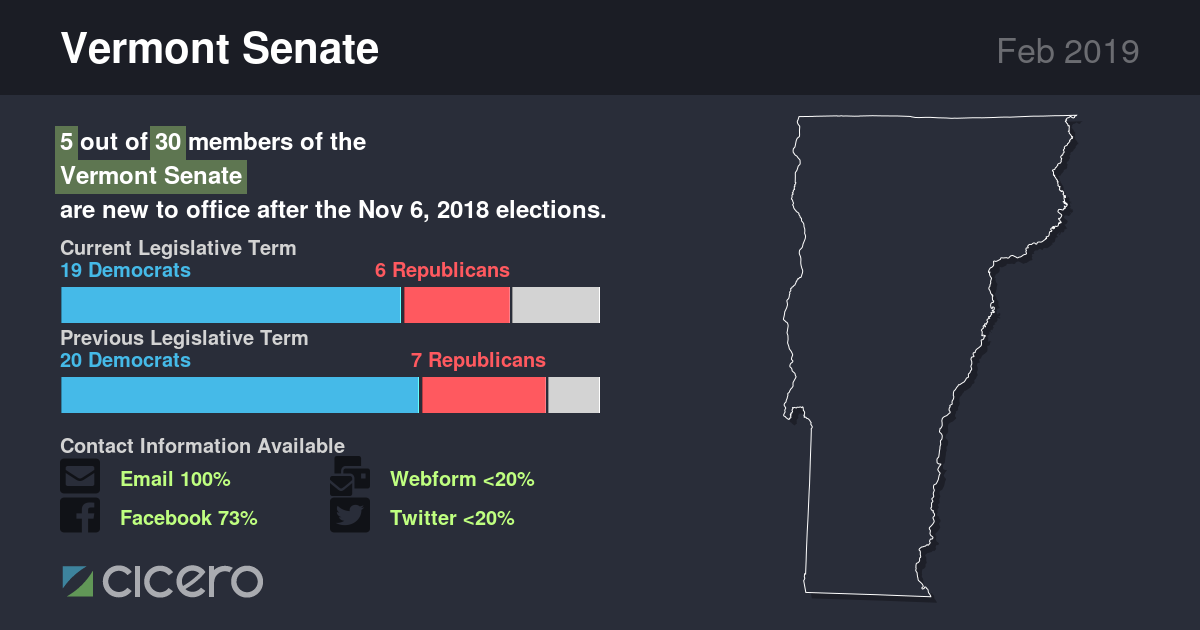 Vermont Senate
Feb 2019
5 out of 30 members of the
Vermont Senate
are new to office after the Nov 6, 2018 elections.
Current Legislative Term
19 Democrats 6 Republicans
Previous Legislative Term
20 Democrats 7 Republicans
Contact Information Available
Email 100% Webform <20%
Facebook 73% Twitter <20%
cicero